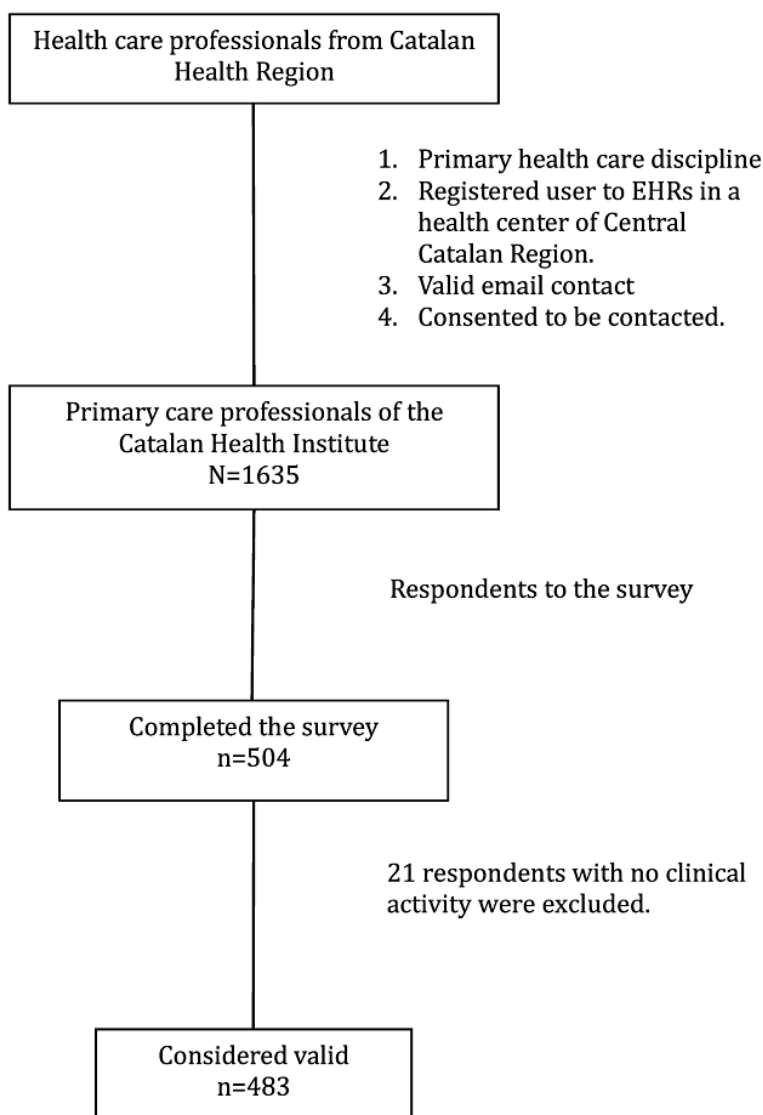 Health care professionals from Catalan
Health Region
1. Primary health care discipline
2. Registered user to EHRs in a
health center of Central
Catalan Region.
3. Valid email contact
4. Consented to be contacted.
Primary care professionals of the
Catalan Health Institute
N=1635
Respondents to the survey
Completed the survey
n=504
21 respondents with no clinical
activity were excluded.
Considered valid
n=483